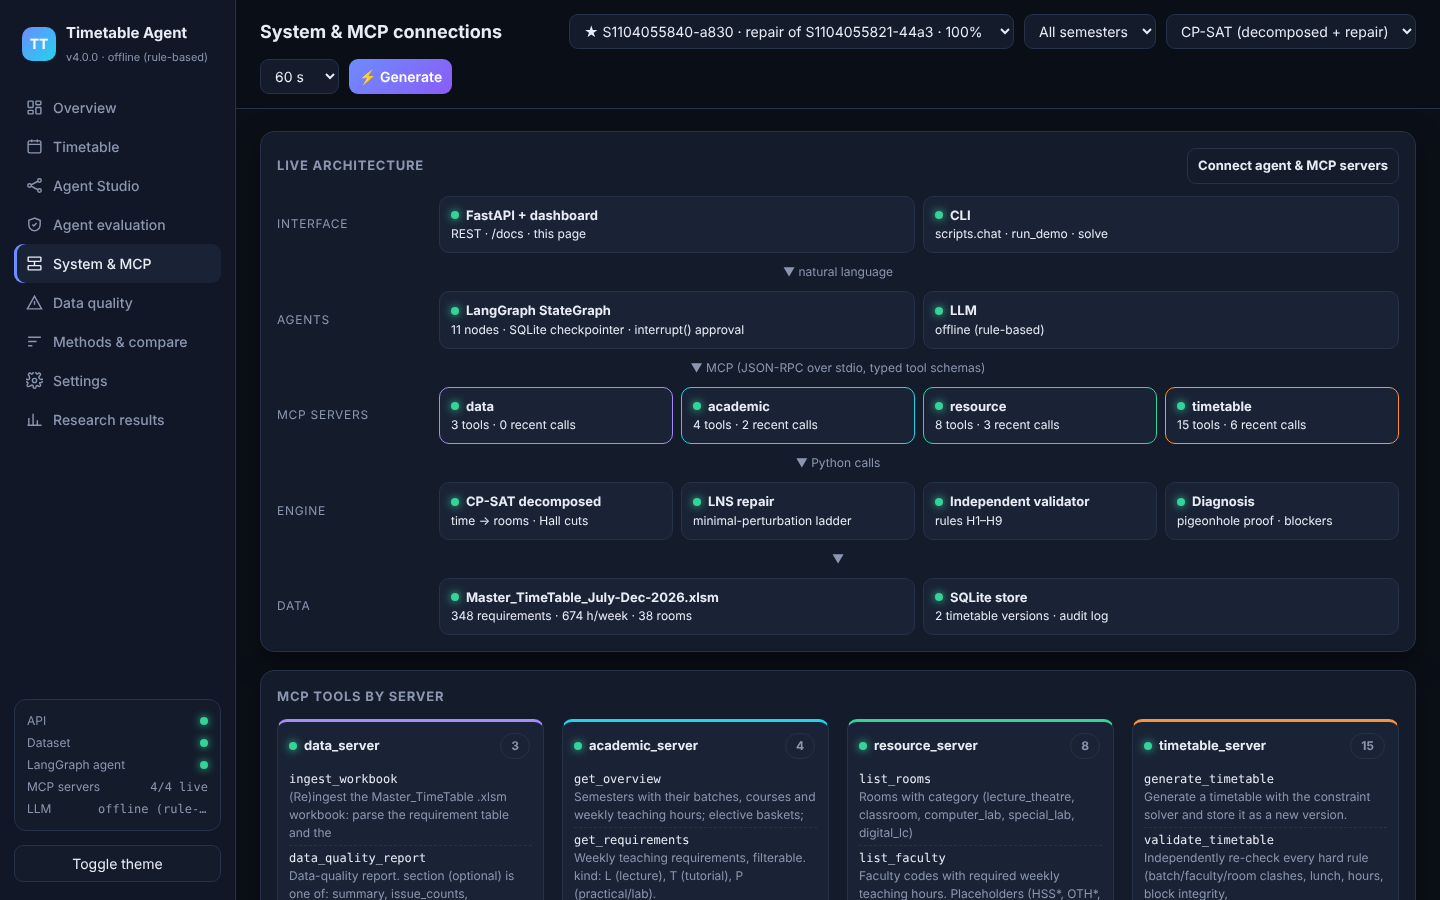 TT
Timetable Agent
v4.0.0 · offline (rule-based)
Overview
Timetable
Agent Studio
Agent evaluation
System & MCP
Data quality
Methods & compare
Settings
Research results
API
Dataset
LangGraph agent
MCP servers 4/4 live
LLM offline (rule-…
Toggle theme
System & MCP connections
★ S1104055840-a830 · repair of S1104055821-44a3 · 100%
All semesters
CP-SAT (decomposed + repair)
60 s
⚡ Generate
LIVE ARCHITECTURE
Connect agent & MCP servers
INTERFACE
FastAPI + dashboard
REST · /docs · this page
CLI
scripts.chat · run_demo · solve
▼ natural language
AGENTS
LangGraph StateGraph
11 nodes · SQLite checkpointer · interrupt() approval
LLM
offline (rule-based)
▼ MCP (JSON-RPC over stdio, typed tool schemas)
MCP SERVERS
data
3 tools · 0 recent calls
academic
4 tools · 2 recent calls
resource
8 tools · 3 recent calls
timetable
15 tools · 6 recent calls
▼ Python calls
ENGINE
CP-SAT decomposed
time → rooms · Hall cuts
LNS repair
minimal-perturbation ladder
Independent validator
rules H1–H9
Diagnosis
pigeonhole proof · blockers
▼
DATA
Master_TimeTable_July-Dec-2026.xlsm
348 requirements · 674 h/week · 38 rooms
SQLite store
2 timetable versions · audit log
MCP TOOLS BY SERVER
data_server 3
ingest_workbook
(Re)ingest the Master_TimeTable .xlsm
workbook: parse the requirement table
and the
data_quality_report
Data-quality report. section (optional) is
one of: summary, issue_counts,
academic_server 4
get_overview
Semesters with their batches, courses and
weekly teaching hours; elective baskets;
get_requirements
Weekly teaching requirements, filterable.
kind: L (lecture), T (tutorial), P
(practical/lab).
resource_server 8
list_rooms
Rooms with category (lecture_theatre,
classroom, computer_lab, special_lab,
digital_lc)
list_faculty
Faculty codes with required weekly
teaching hours. Placeholders (HSS*, OTH*,
timetable_server 15
generate_timetable
Generate a timetable with the constraint
solver and store it as a new version.
validate_timetable
Independently re-check every hard rule
(batch/faculty/room clashes, lunch, hours,
block integrity,